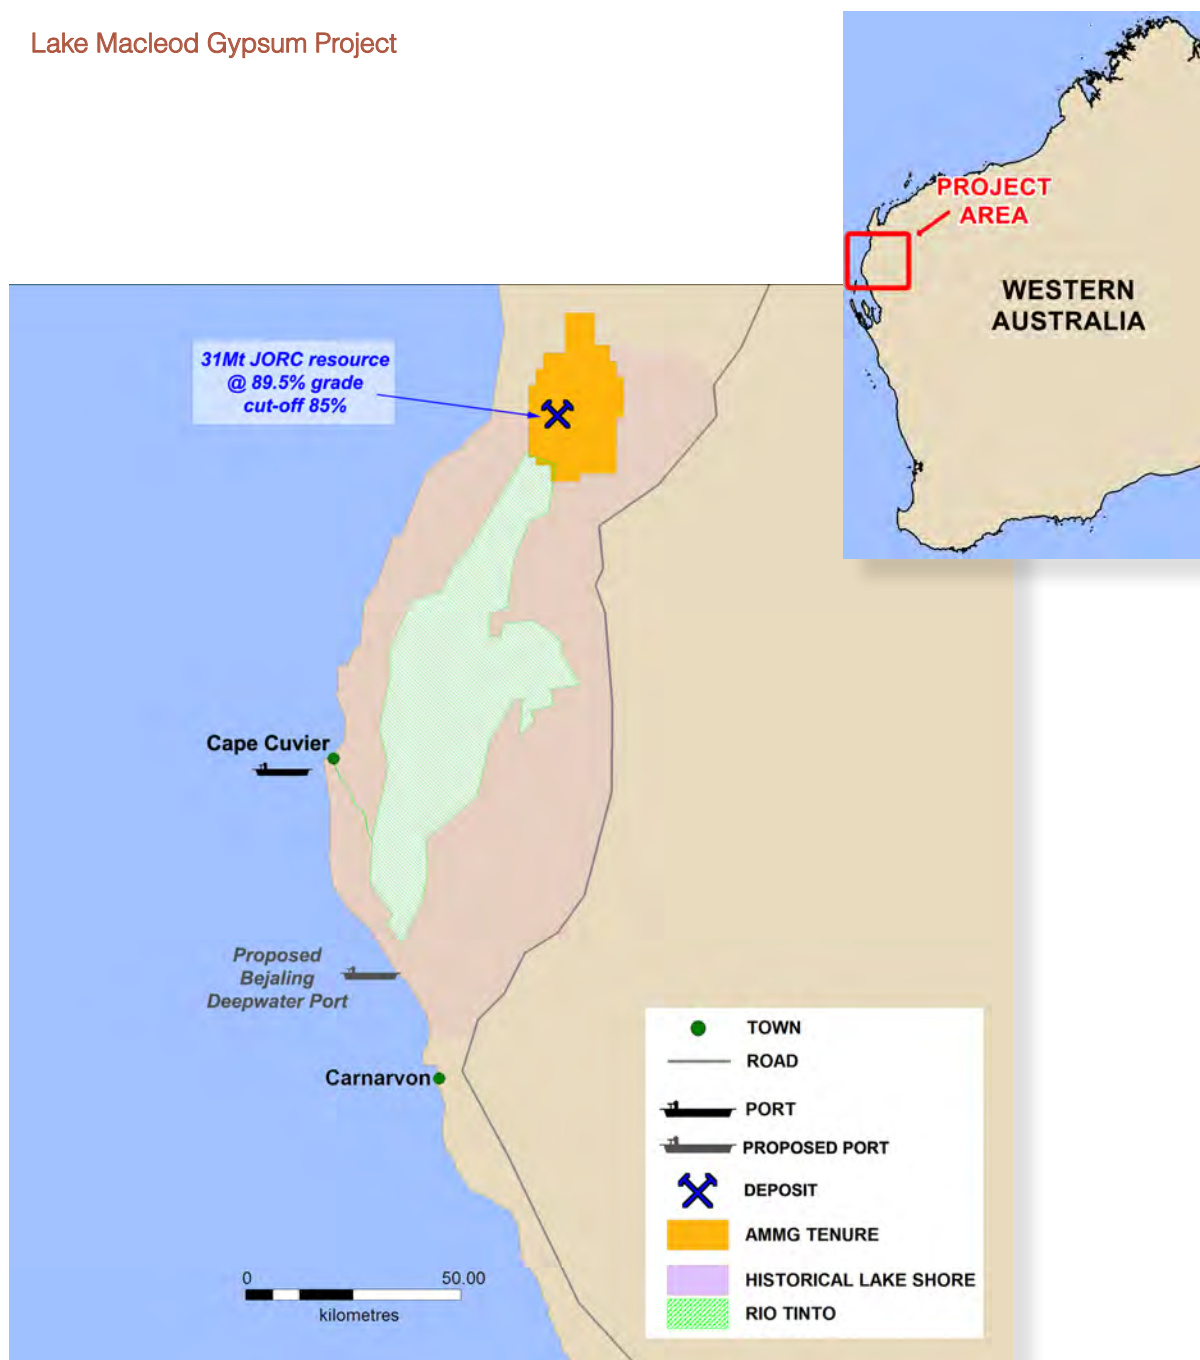 Lake Macleod Gypsum Project
PROJECT
AREA
WESTERN
AUSTRALIA
31Mt JORC resource
@ 89.5% grade
cut-off 85%
Cape Cuvier
Proposed
Bejaling
Deepwater Port
Carnarvon
0 50.00
kilometres
TOWN
ROAD
PORT
PROPOSED PORT
DEPOSIT
AMMG TENURE
HISTORICAL LAKE SHORE
RIO TINTO